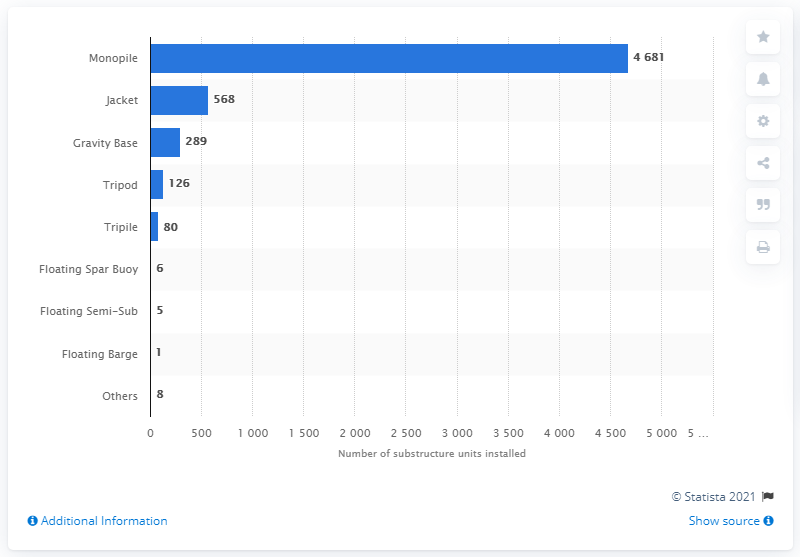 Monopile 4 681
Jacket 568
Gravity Base 289
Tripod 126
Tripile 80
Floating Spar Buoy 6
Floating Semi-Sub 5
Floating Barge 1
Others 8
0 500 1 000 1 500 2 000 2 500 3 000 3 500 4 000 4 500 5 000 5 ...
Number of substructure units installed
© Statista 2021
Additional Information Show source